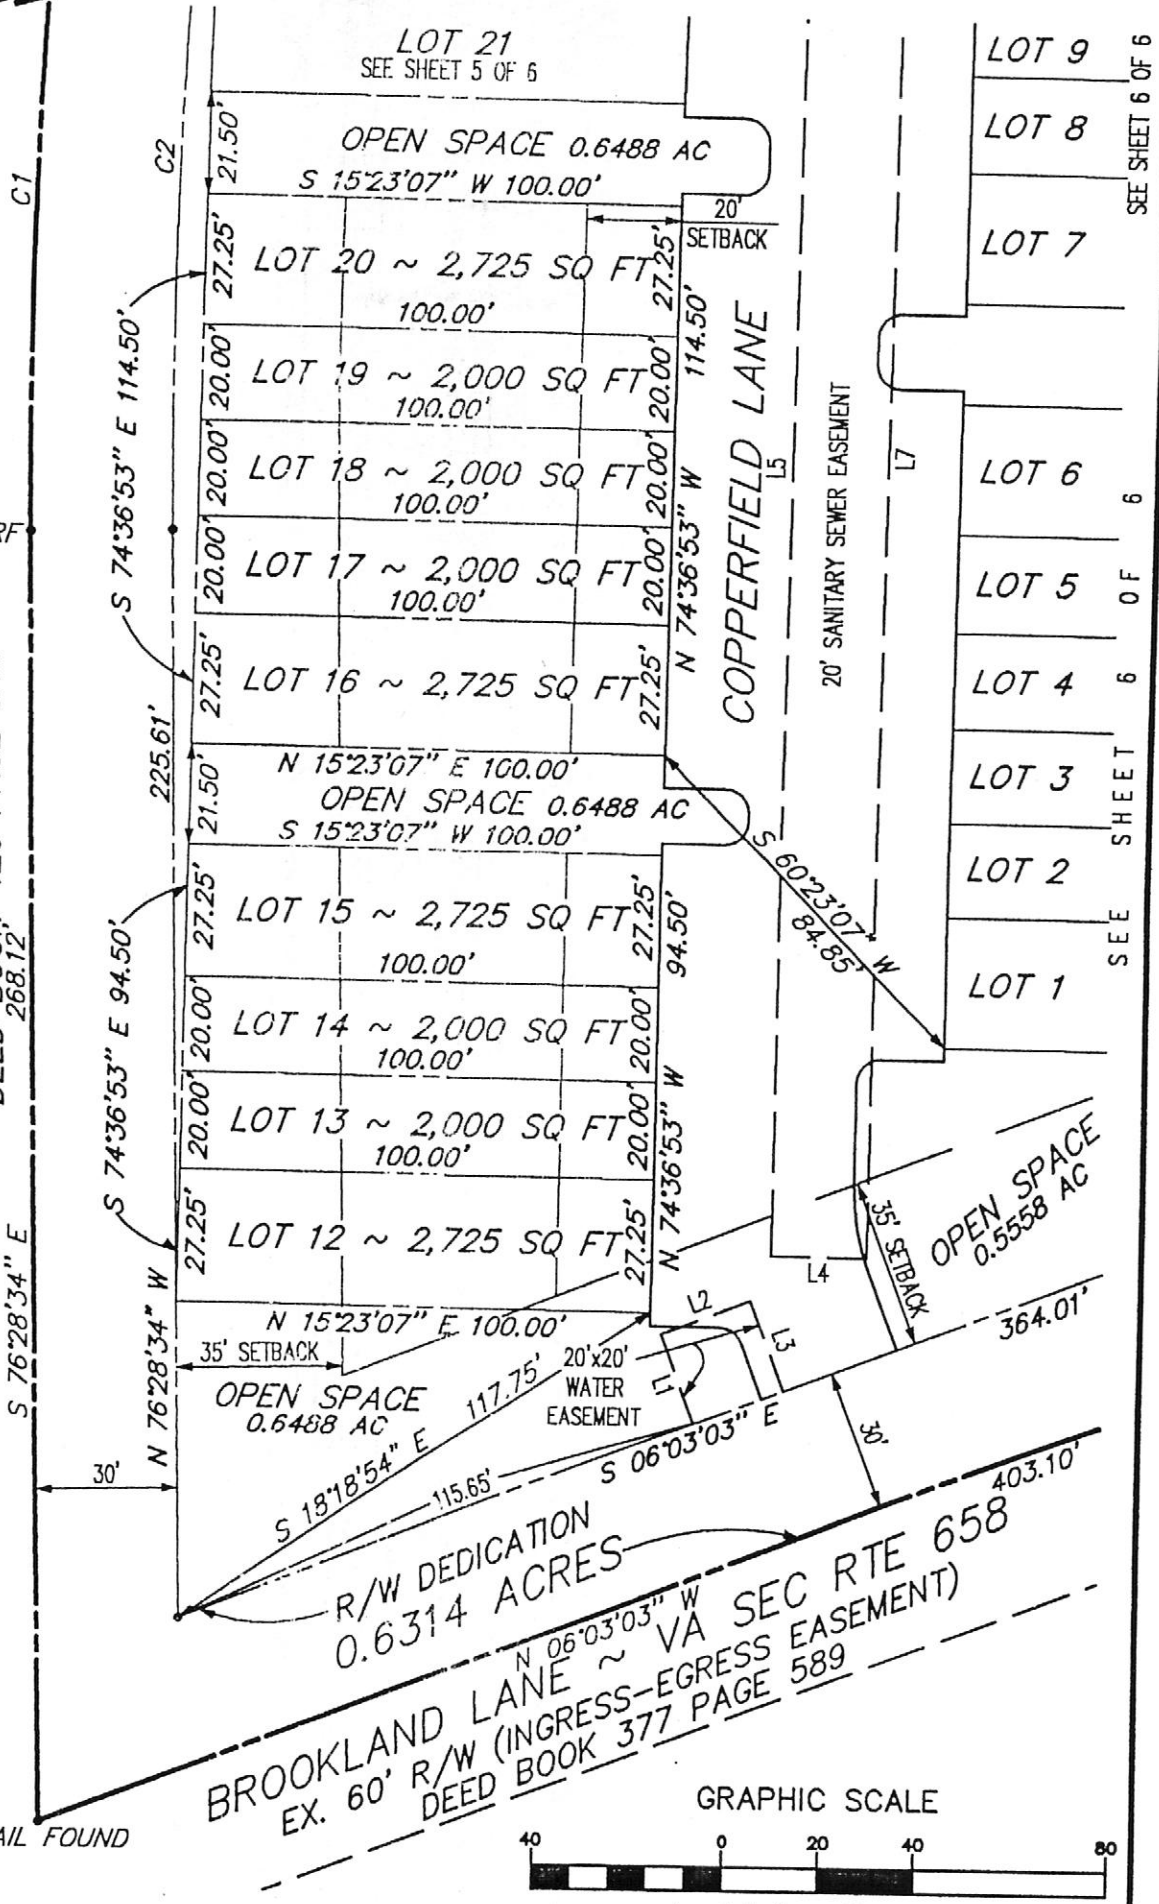 LOT 21
SEE SHEET 5 OF 6
LOT 9
LOT 8
LOT 7
SEE SHEET 6 OF 6
C1
C2
21.50'
OPEN SPACE 0.6488 AC
S 15°23'07" W 100.00'
20'
SETBACK
27.25'
LOT 20 ~ 2,725 SQ FT
27.25'
100.00'
S 74°36'53" E 114.50'
114.50'
20.00'
LOT 19 ~ 2,000 SQ FT
20.00'
100.00'
20.00'
LOT 18 ~ 2,000 SQ FT
20.00'
100.00'
20.00'
LOT 17 ~ 2,000 SQ FT
20.00'
100.00'
N 74°36'53" W
COPPERFIELD LANE
L5
20' SANITARY SEWER EASEMENT
L7
LOT 6
LOT 5
LOT 4
LOT 3
LOT 2
LOT 1
SEE SHEET 6 OF 6
27.25'
LOT 16 ~ 2,725 SQ FT
27.25'
225.61'
N 15°23'07" E 100.00'
21.50'
OPEN SPACE 0.6488 AC
S 15°23'07" W 100.00'
S 60°23'07" W
84.85'
27.25'
LOT 15 ~ 2,725 SQ FT
27.25'
100.00'
94.50'
268.12'
S 74°36'53" E 94.50'
20.00'
LOT 14 ~ 2,000 SQ FT
20.00'
100.00'
20.00'
LOT 13 ~ 2,000 SQ FT
20.00'
100.00'
N 74°36'53" W
27.25'
LOT 12 ~ 2,725 SQ FT
27.25'
N 15°23'07" E 100.00'
S 76°28'34" E
N 76°28'34" W
35' SETBACK
OPEN SPACE
0.6488 AC
20'x20'
WATER
EASEMENT
L1
L2
L3
L4
35' SETBACK
OPEN SPACE
0.5558 AC
364.01'
30'
S 18°18'54" E 117.75'
115.65'
S 06°03'03" E
30'
R/W DEDICATION
0.6314 ACRES
403.10'
N 06°03'03" W
BROOKLAND LANE ~ VA SEC RTE 658
EX. 60' R/W (INGRESS-EGRESS EASEMENT)
DEED BOOK 377 PAGE 589
FOUND
GRAPHIC SCALE
40 0 20 40 80